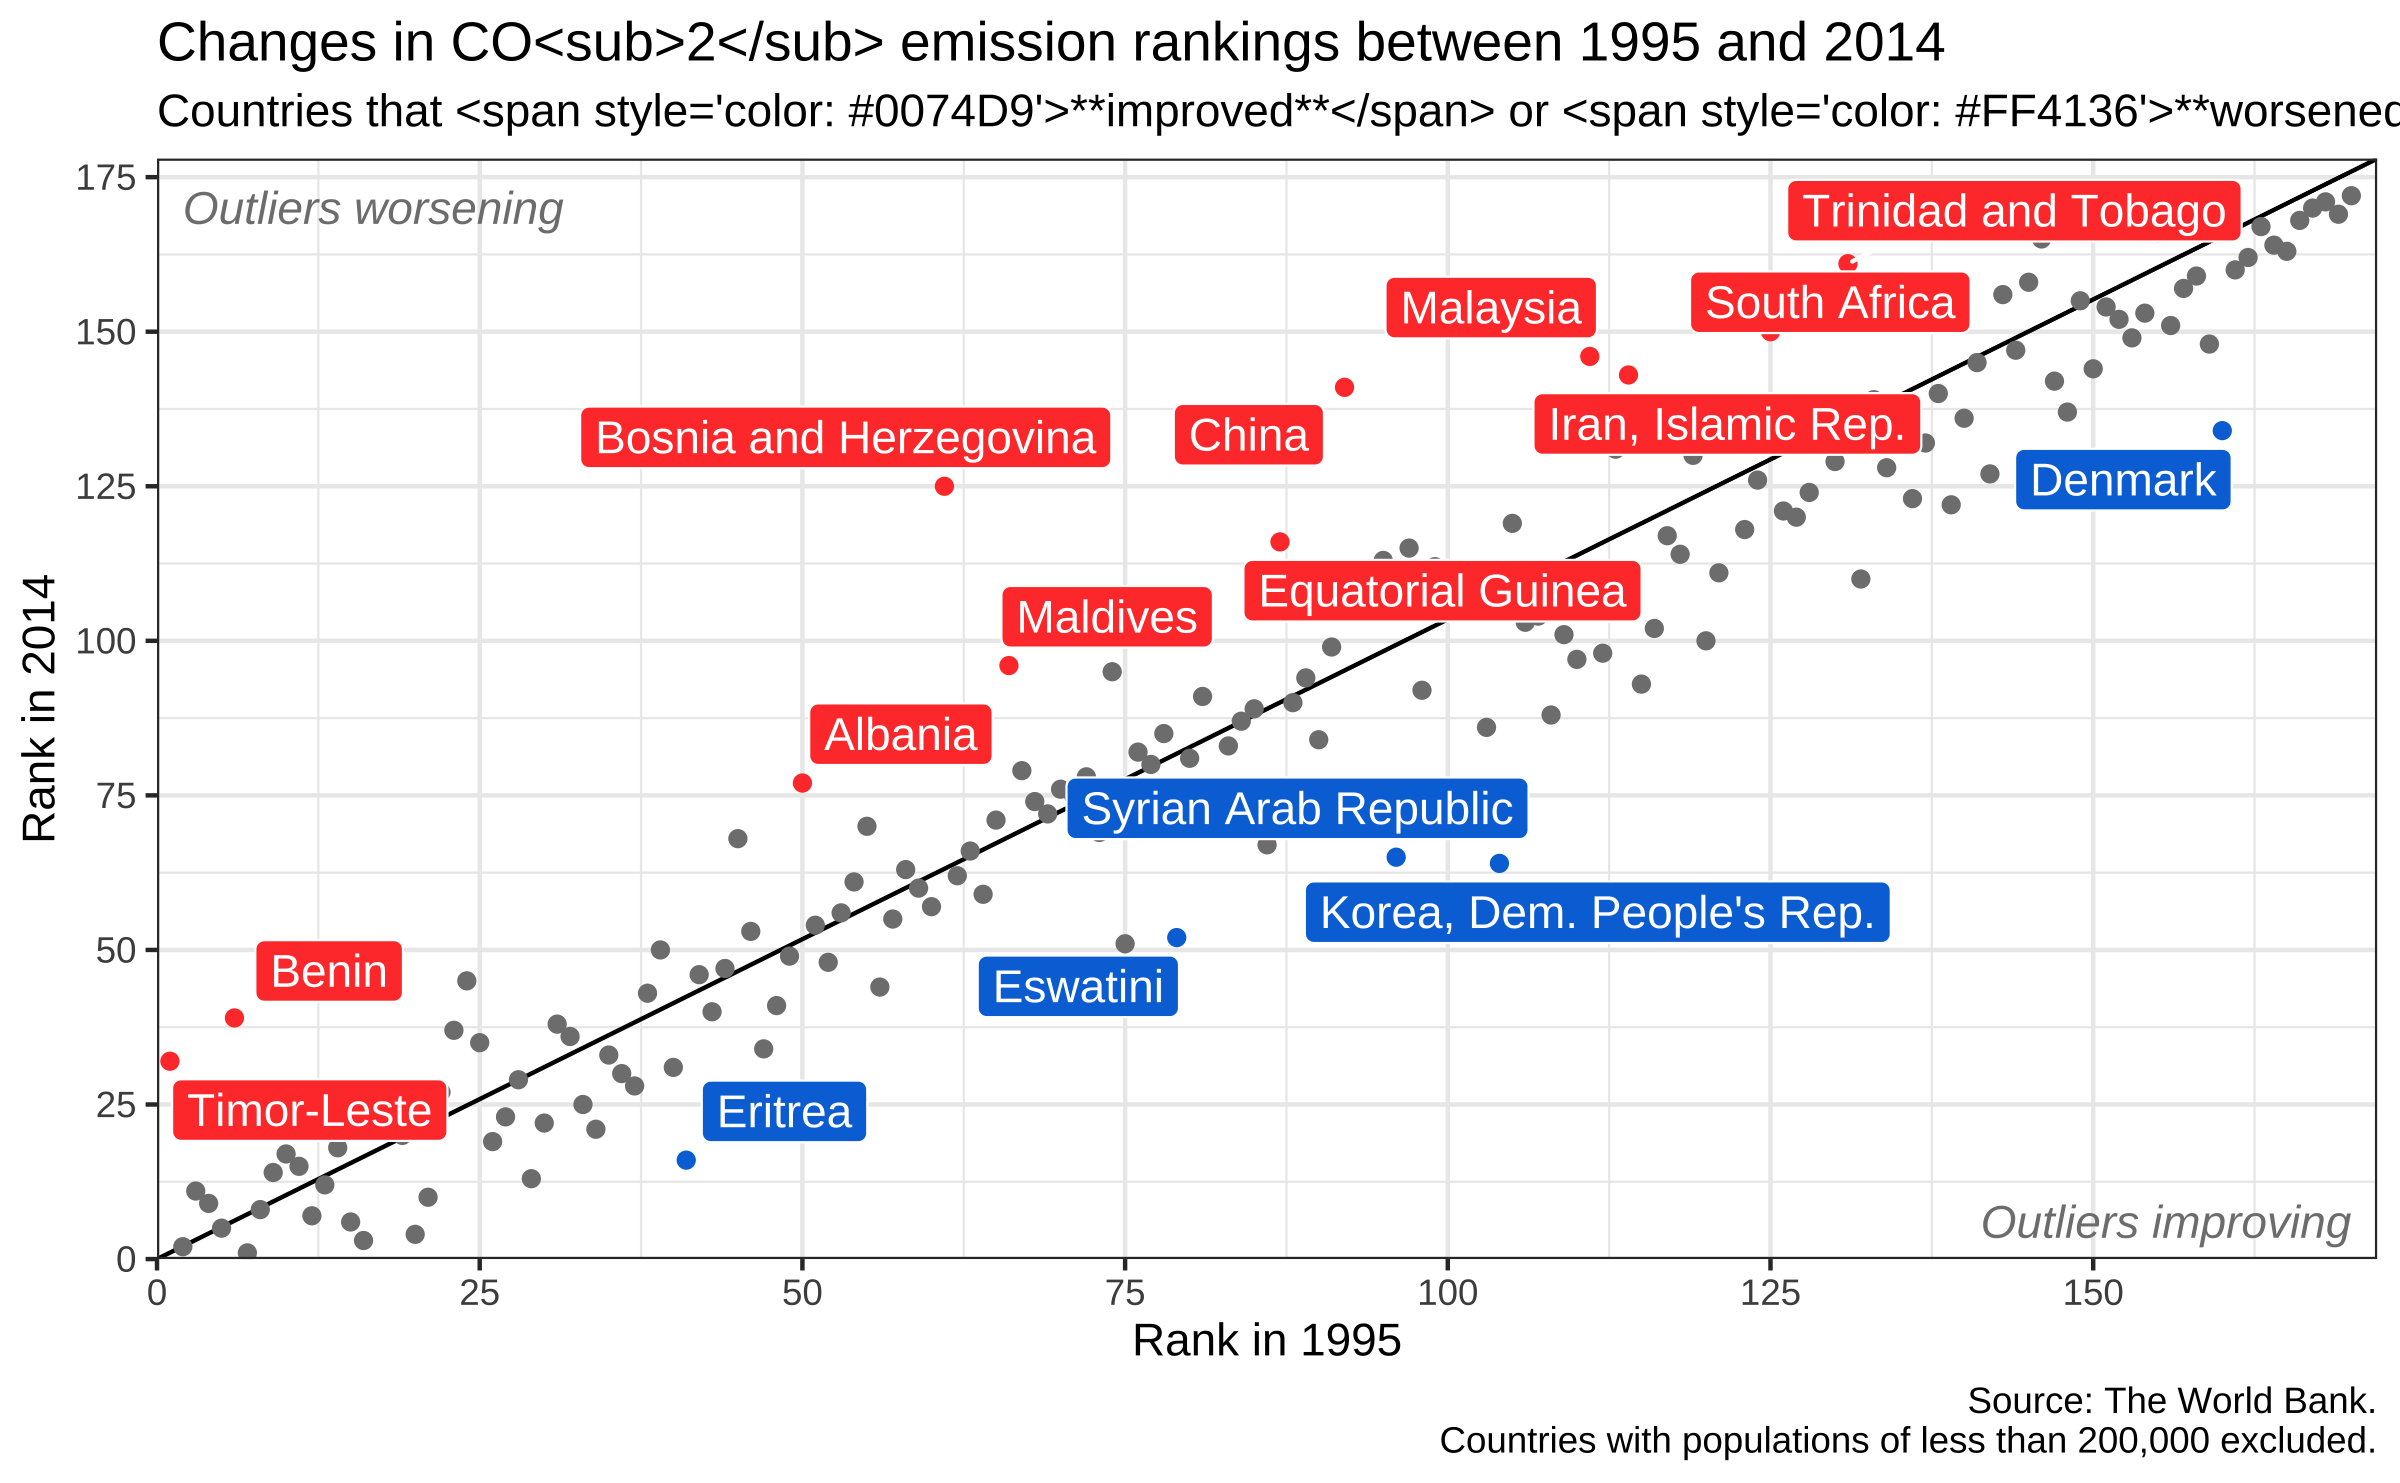 Changes in CO<sub>2</sub> emission rankings between 1995 and 2014
Countries that <span style='color: #0074D9'>**improved**</span> or <span style='color: #FF4136'>**worsened
175
Outliers worsening
Trinidad and Tobago
Malaysia
South Africa
150
Bosnia and Herzegovina
China
Iran, Islamic Rep.
Denmark
125
Equatorial Guinea
Maldives
100
Albania
Rank in 2014
75
Syrian Arab Republic
Korea, Dem. People's Rep.
50
Benin
Eswatini
25
Timor-Leste
Eritrea
Outliers improving
0
0 25 50 75 100 125 150
Rank in 1995
Source: The World Bank.
Countries with populations of less than 200,000 excluded.